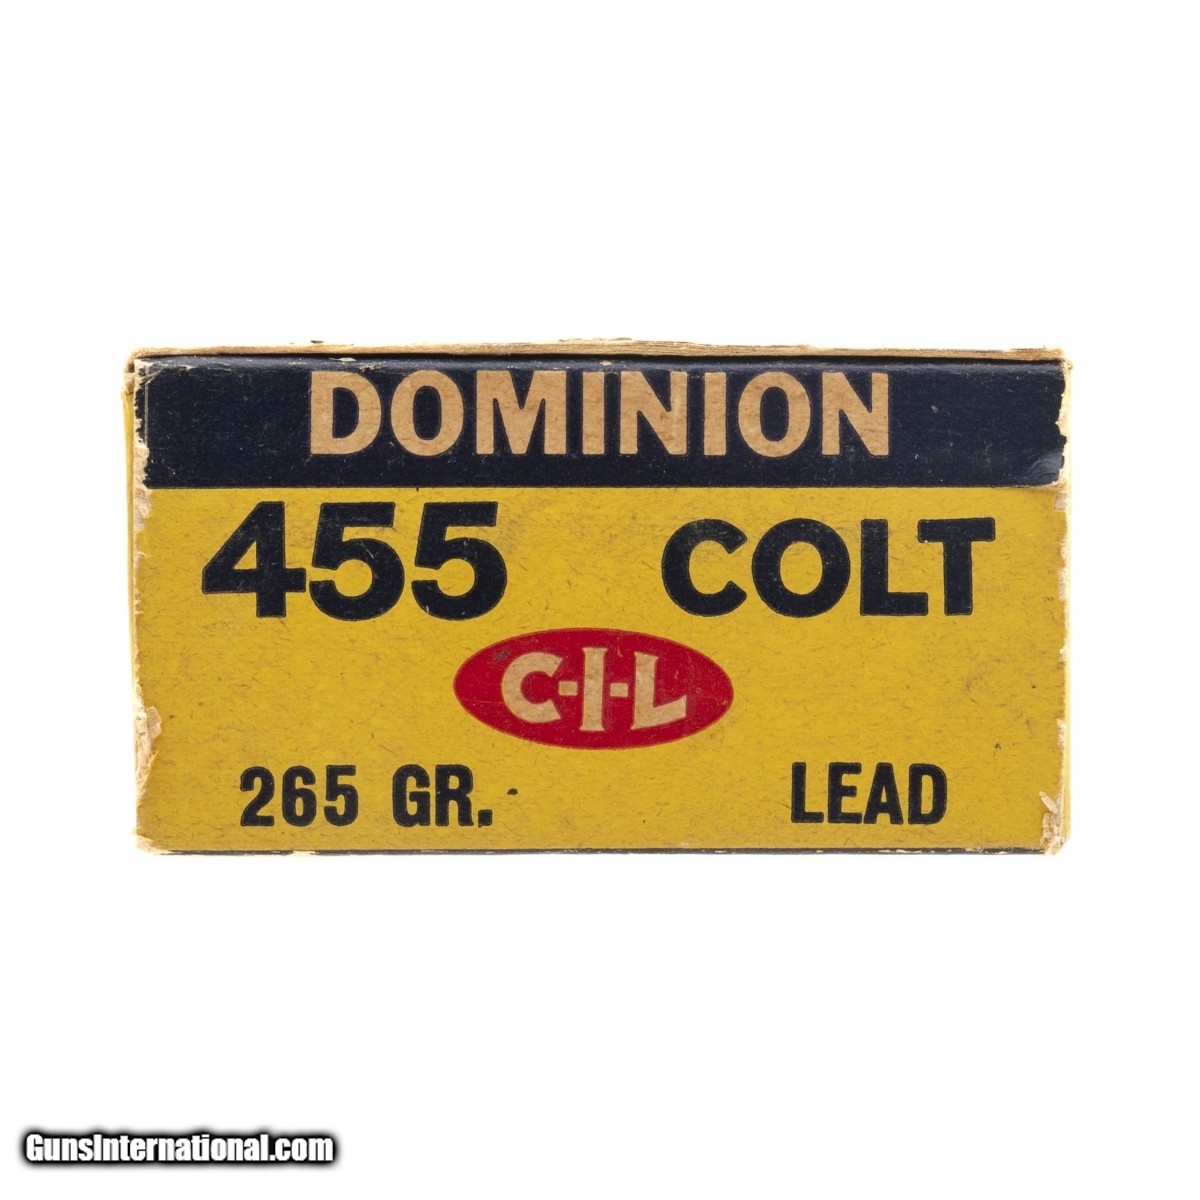 DOMINION
455 COLT
C-I-L
265 GR. LEAD
GunsInternational.com